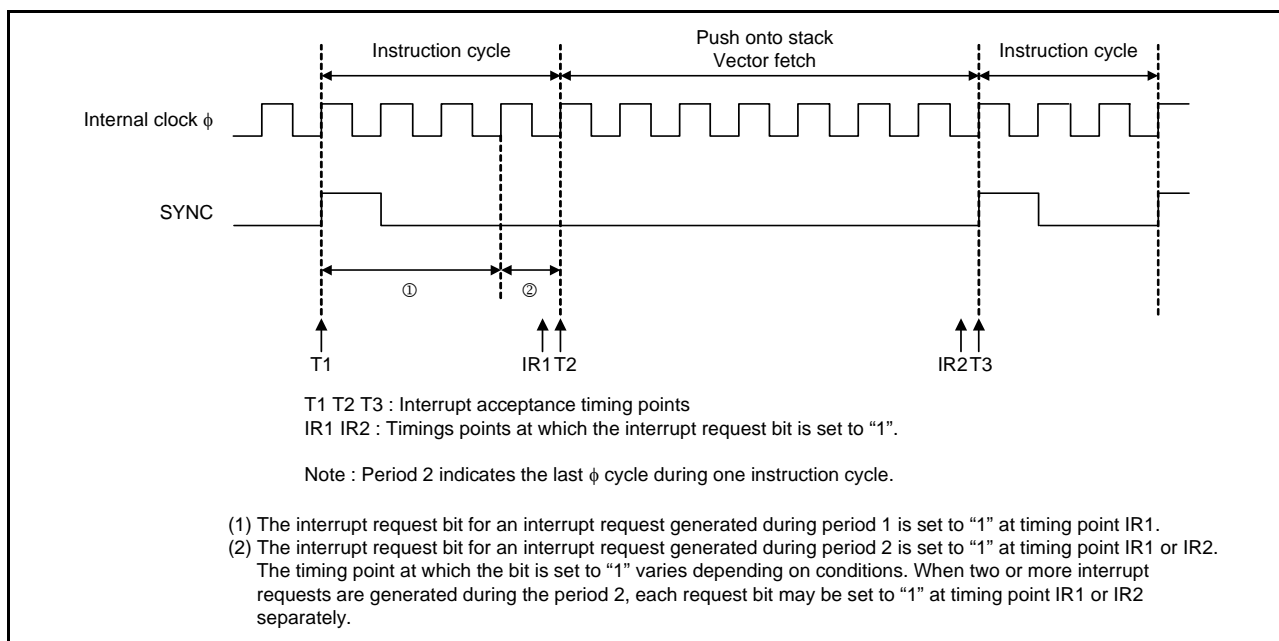 Instruction cycle
Push onto stack
Vector fetch
Instruction cycle
Internal clock ϕ
SYNC
①
②
T1
IR1 T2
IR2 T3
T1 T2 T3 : Interrupt acceptance timing points
IR1 IR2 : Timings points at which the interrupt request bit is set to “1”.
Note : Period 2 indicates the last ϕ cycle during one instruction cycle.
(1) The interrupt request bit for an interrupt request generated during period 1 is set to “1” at timing point IR1.
(2) The interrupt request bit for an interrupt request generated during period 2 is set to “1” at timing point IR1 or IR2.
The timing point at which the bit is set to “1” varies depending on conditions. When two or more interrupt
requests are generated during the period 2, each request bit may be set to “1” at timing point IR1 or IR2
separately.